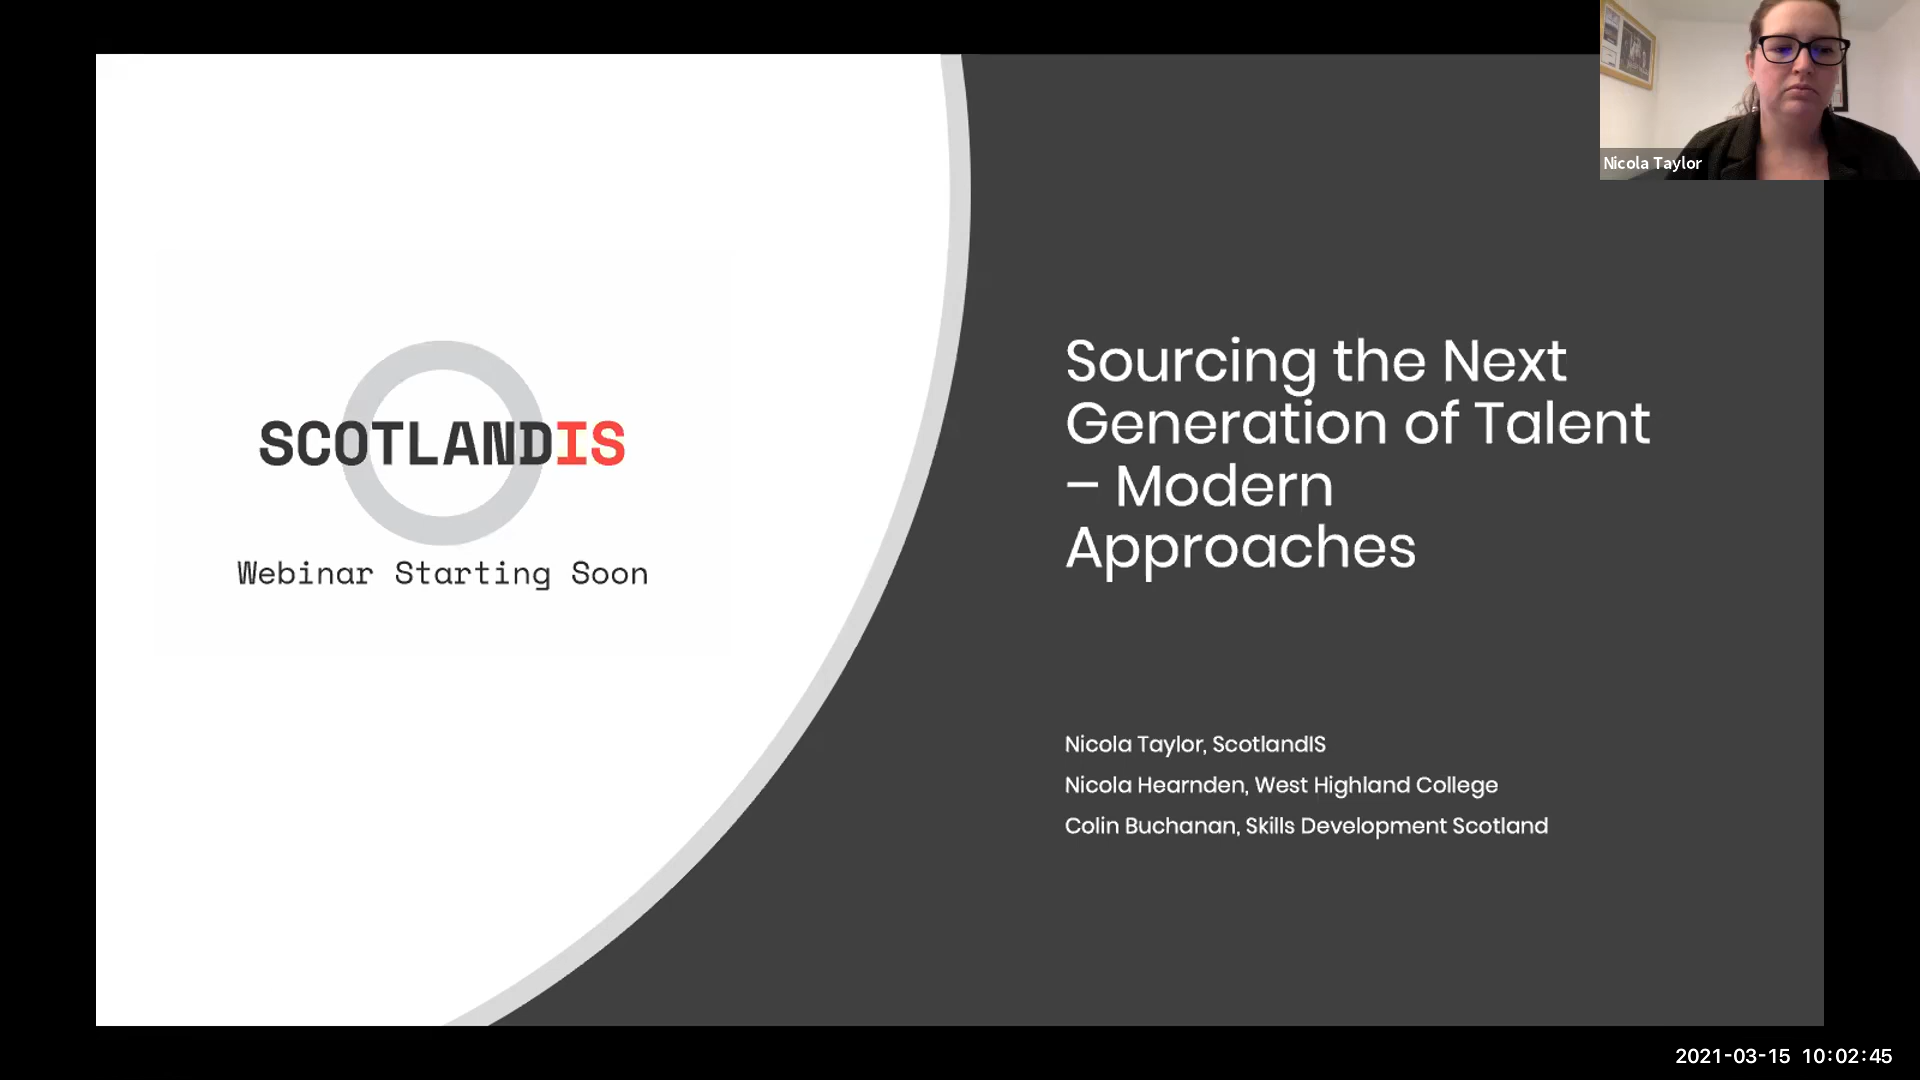 Nicola Taylor
SCOTLANDIS
Webinar Starting Soon
Sourcing the Next
Generation of Talent
– Modern
Approaches
Nicola Taylor, ScotlandIS
Nicola Hearnden, West Highland College
Colin Buchanan, Skills Development Scotland
2021-03-15 10:02:45